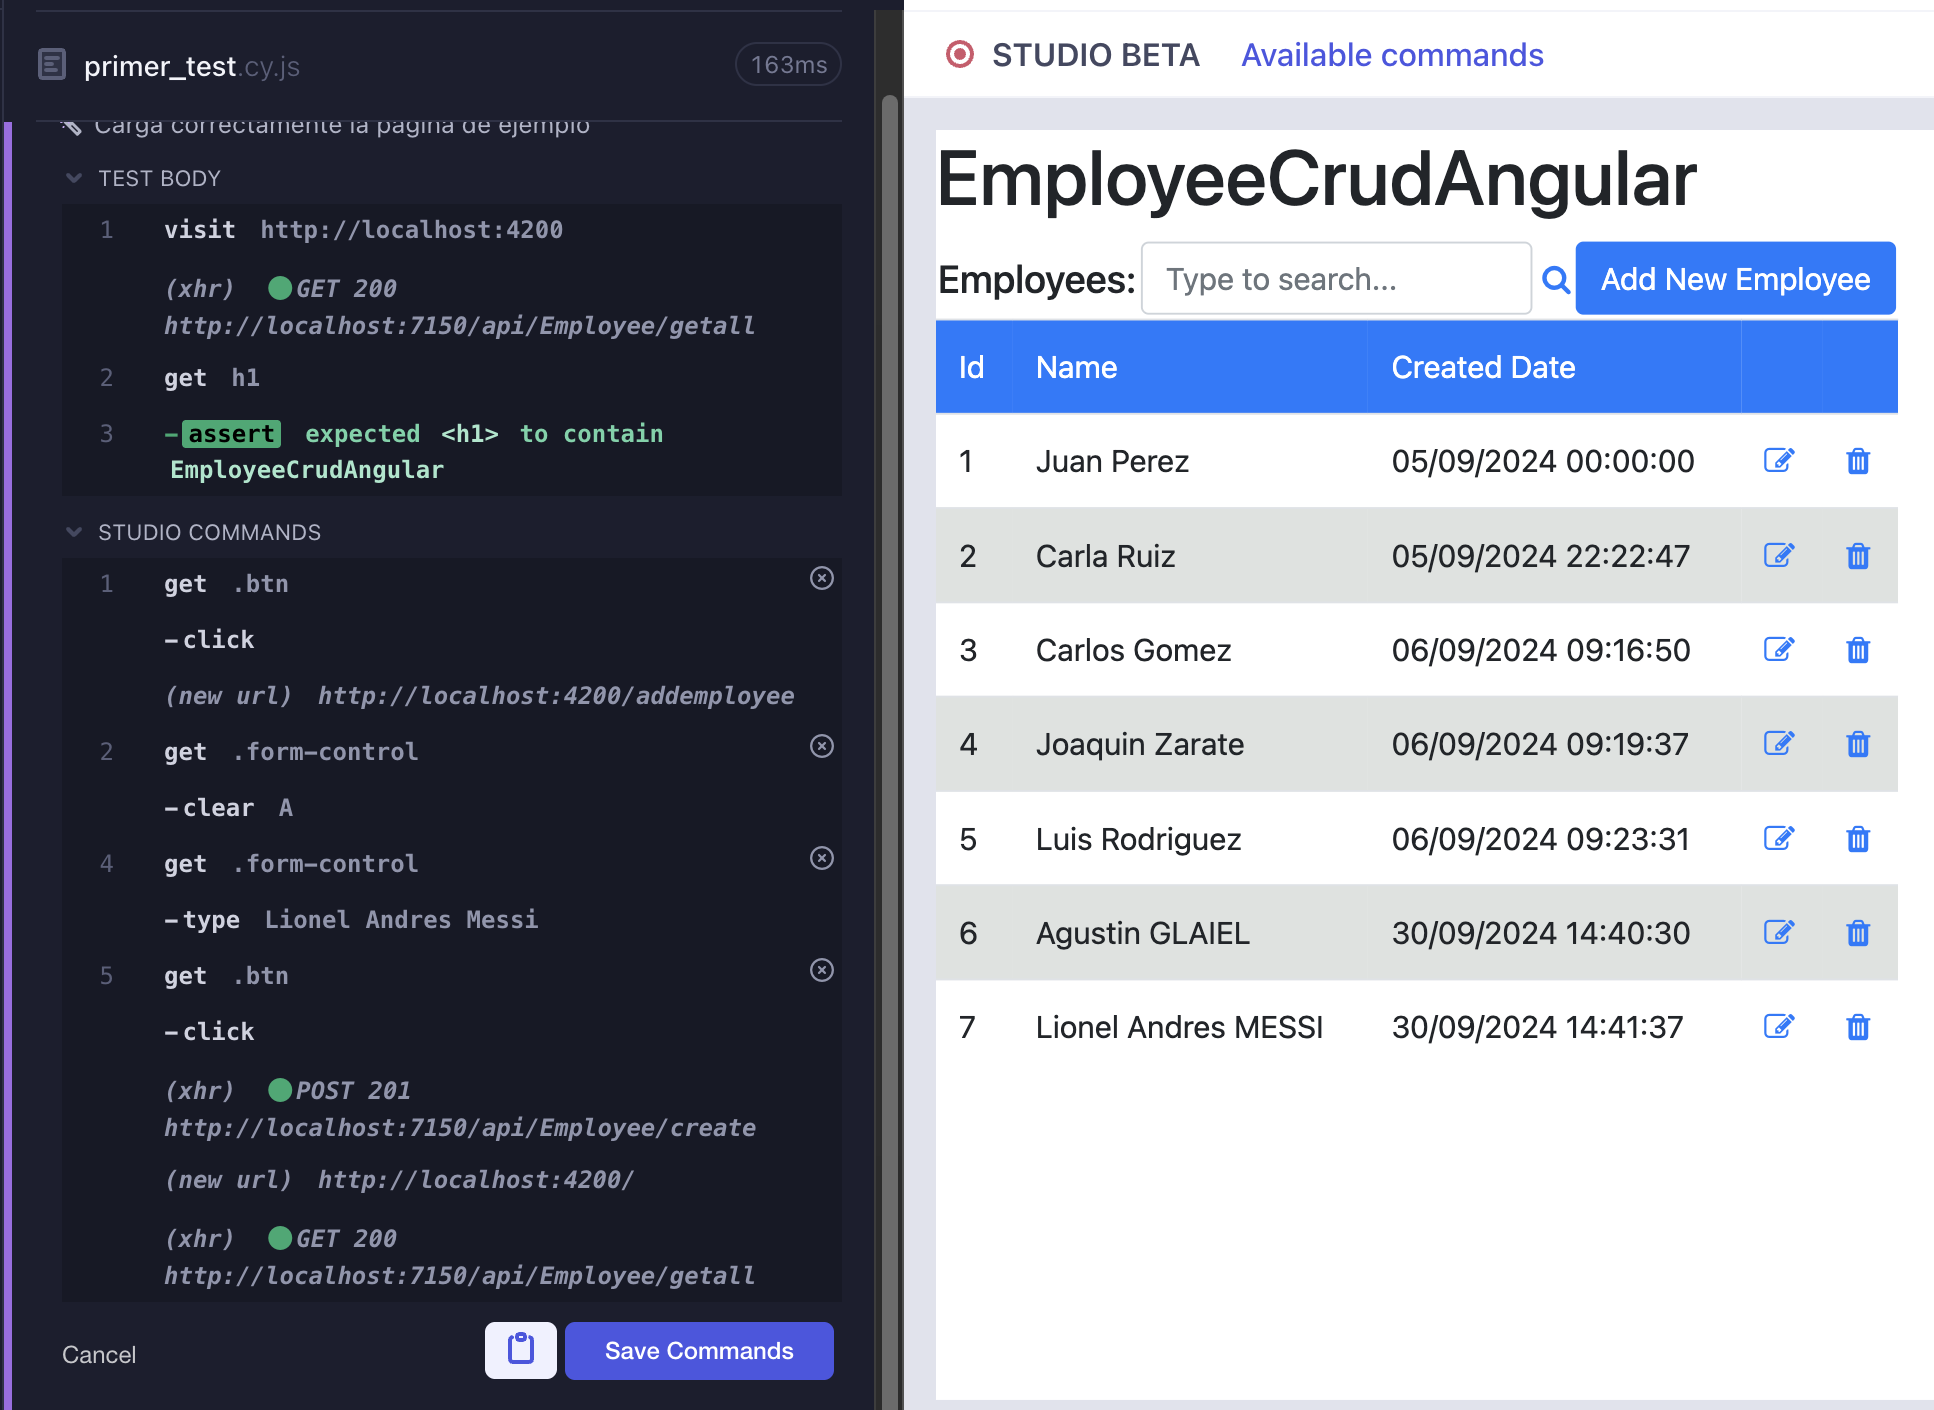 primer_test.cy.js 163ms
Carga correctamente la pagina de ejemplo
TEST BODY
1 visit http://localhost:4200
(xhr) GET 200
http://localhost:7150/api/Employee/getall
2 get h1
3 -assert expected <h1> to contain
EmployeeCrudAngular
STUDIO COMMANDS
1 get .btn
-click
(new url) http://localhost:4200/addemployee
2 get .form-control
-clear A
4 get .form-control
-type Lionel Andres Messi
5 get .btn
-click
(xhr) POST 201
http://localhost:7150/api/Employee/create
(new url) http://localhost:4200/
(xhr) GET 200
http://localhost:7150/api/Employee/getall
Cancel Save Commands
STUDIO BETA Available commands
EmployeeCrudAngular
Employees: Type to search... Add New Employee
Id Name Created Date
1 Juan Perez 05/09/2024 00:00:00
2 Carla Ruiz 05/09/2024 22:22:47
3 Carlos Gomez 06/09/2024 09:16:50
4 Joaquin Zarate 06/09/2024 09:19:37
5 Luis Rodriguez 06/09/2024 09:23:31
6 Agustin GLAIEL 30/09/2024 14:40:30
7 Lionel Andres MESSI 30/09/2024 14:41:37